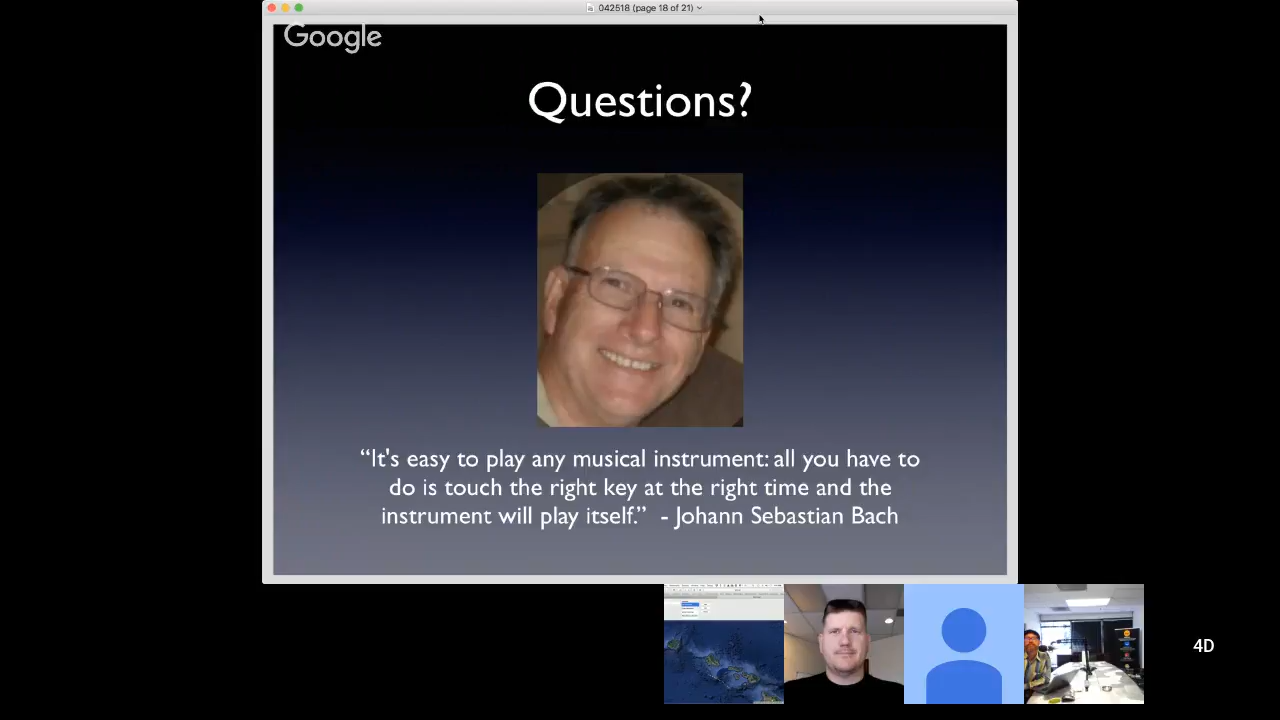 042518 (page 18 of 21)
Google
Questions?
“It's easy to play any musical instrument: all you have to
do is touch the right key at the right time and the
instrument will play itself.” - Johann Sebastian Bach
4D